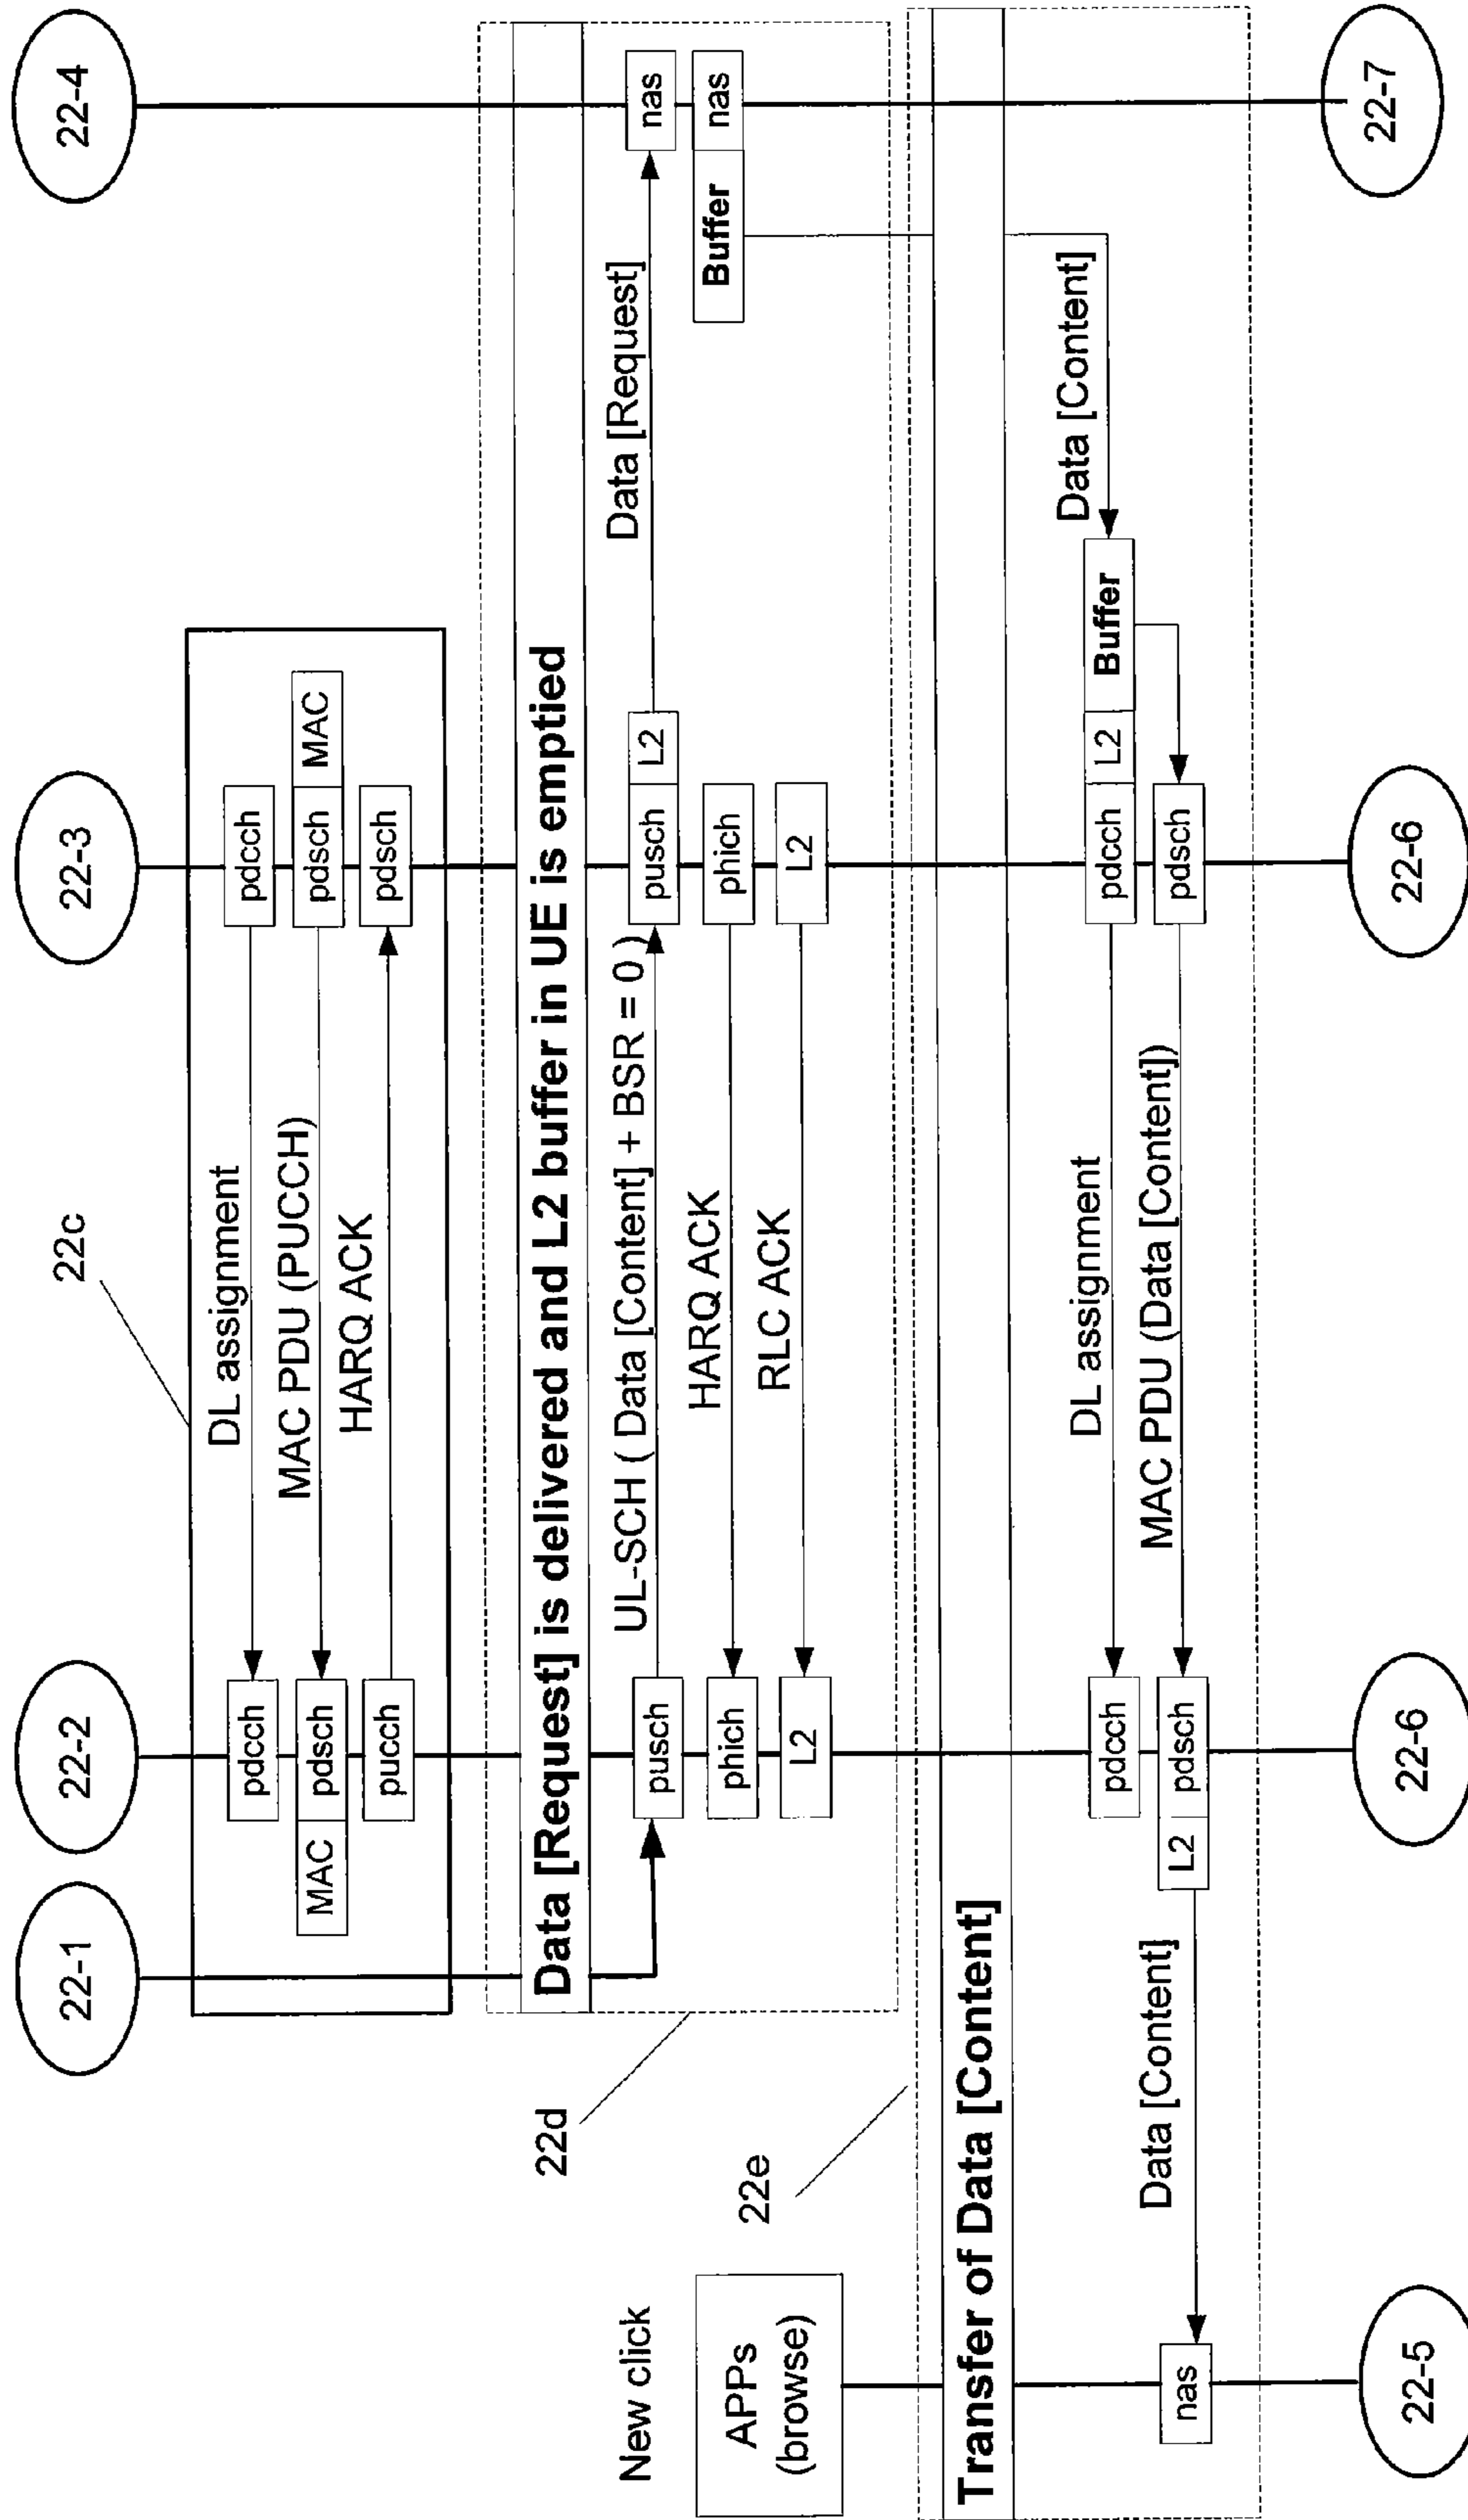 22-1
22-2
22-3
22-4
22c
DL assignment
pdcch
pdcch
MAC PDU (PUCCH)
MAC
pdsch
pdsch
MAC
HARQ ACK
pucch
pdsch
22d
Data [Request] is delivered and L2 buffer in UE is emptied
UL-SCH ( Data [Content] + BSR = 0 )
Data [Request]
pusch
pusch
L2
nas
HARQ ACK
phich
phich
Buffer
nas
RLC ACK
L2
L2
New click
APPs
(browse)
22e
Transfer of Data [Content]
Data [Content]
DL assignment
pdcch
pdcch
L2
Buffer
Data [Content]
MAC PDU (Data [Content])
nas
L2
pdsch
pdsch
22-5
22-6
22-6
22-7